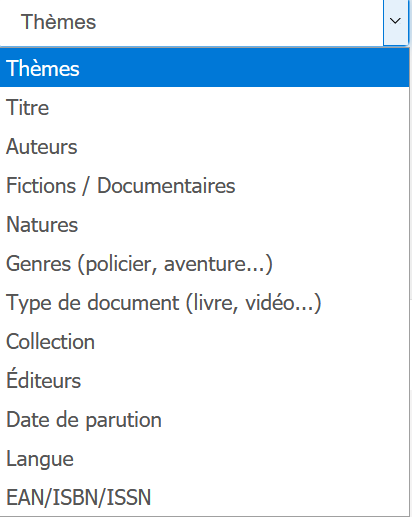 Thèmes
Thèmes
Titre
Auteurs
Fictions / Documentaires
Natures
Genres (policier, aventure...)
Type de document (livre, vidéo...)
Collection
Éditeurs
Date de parution
Langue
EAN/ISBN/ISSN